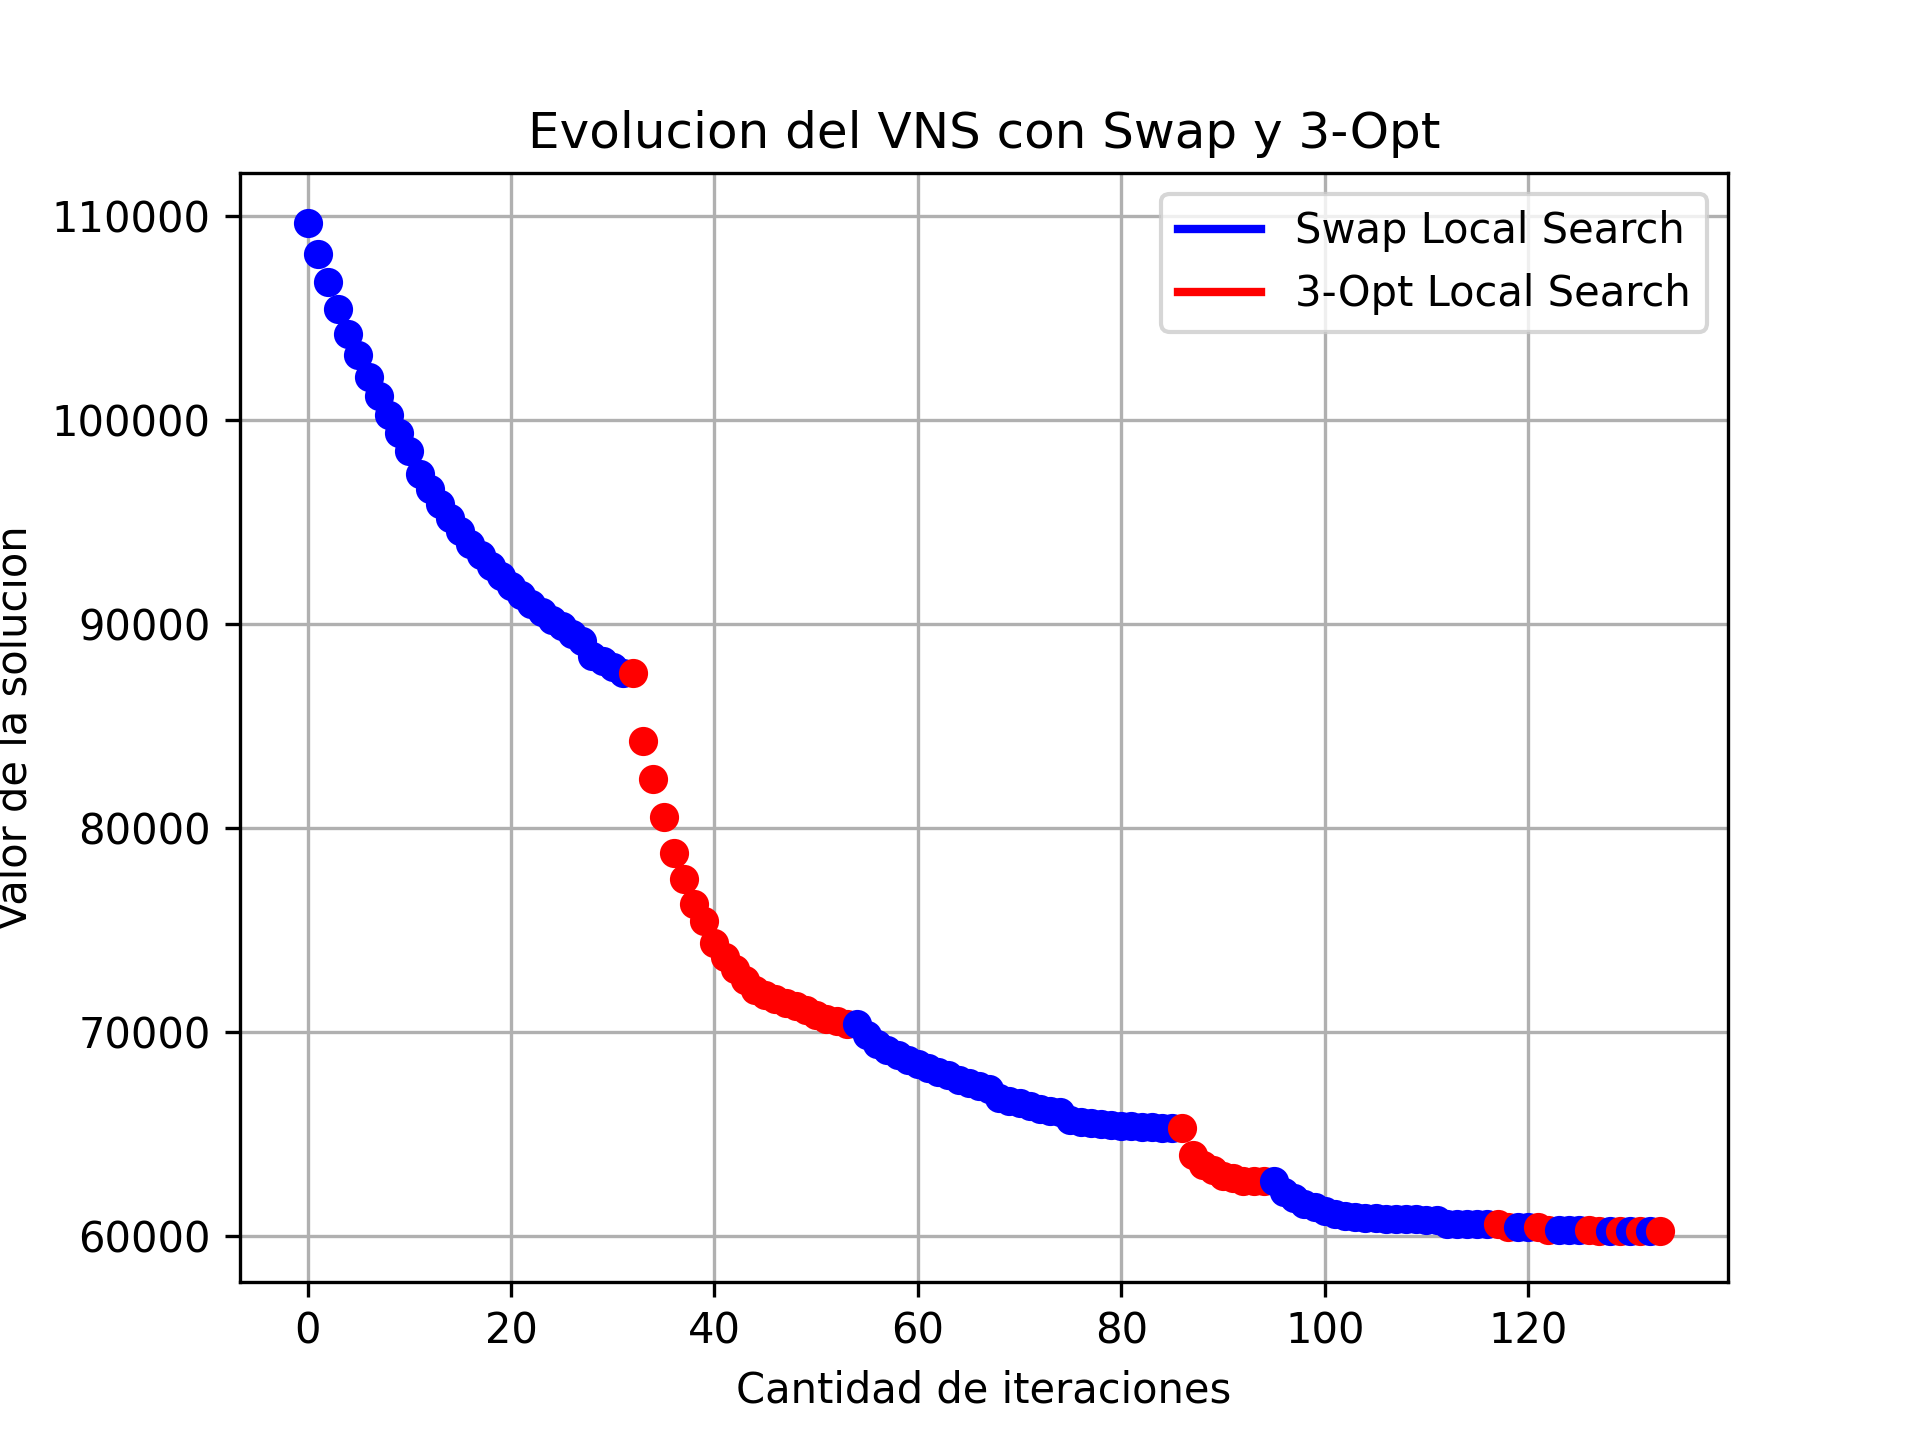 Evolucion del VNS con Swap y 3-Opt
Swap Local Search
3-Opt Local Search
110000
100000
90000
80000
70000
60000
Valor de la solucion
0 20 40 60 80 100 120
Cantidad de iteraciones